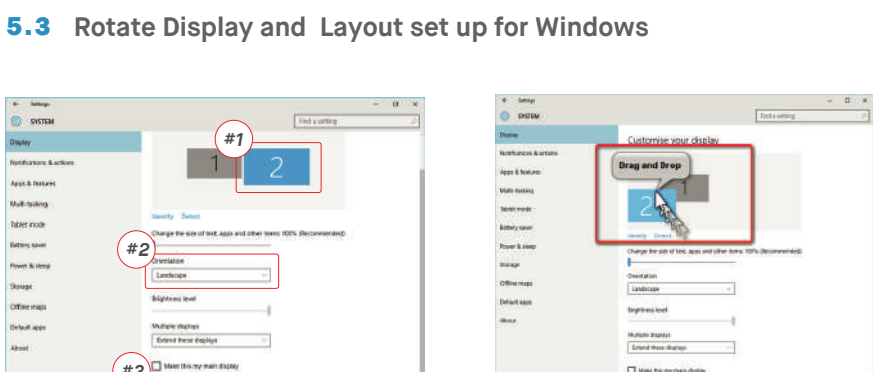 5.3 Rotate Display and Layout set up for Windows
← Settings
SYSTEM
Find a setting
Display
Notifications & actions
Apps & features
Multi-tasking
Tablet mode
Battery saver
Power & sleep
Storage
Offline maps
Default apps
About
#1
1
2
Identify Detect
Change the size of text, apps and other items: 100% (Recommended)
#2
Orientation
Landscape
Brightness level
Multiple displays
Extend these displays
#3
Make this my main display
← Settings
SYSTEM
Find a setting
Notifications & actions
Apps & features
Multi-tasking
Tablet mode
Battery saver
Power & sleep
Storage
Offline maps
Default apps
About
Customise your display
Drag and Drop
1
2
Identify Detect
Change the size of text, apps and other items: 100% (Recommended)
Orientation
Landscape
Brightness level
Multiple displays
Extend these displays
Make this my main display